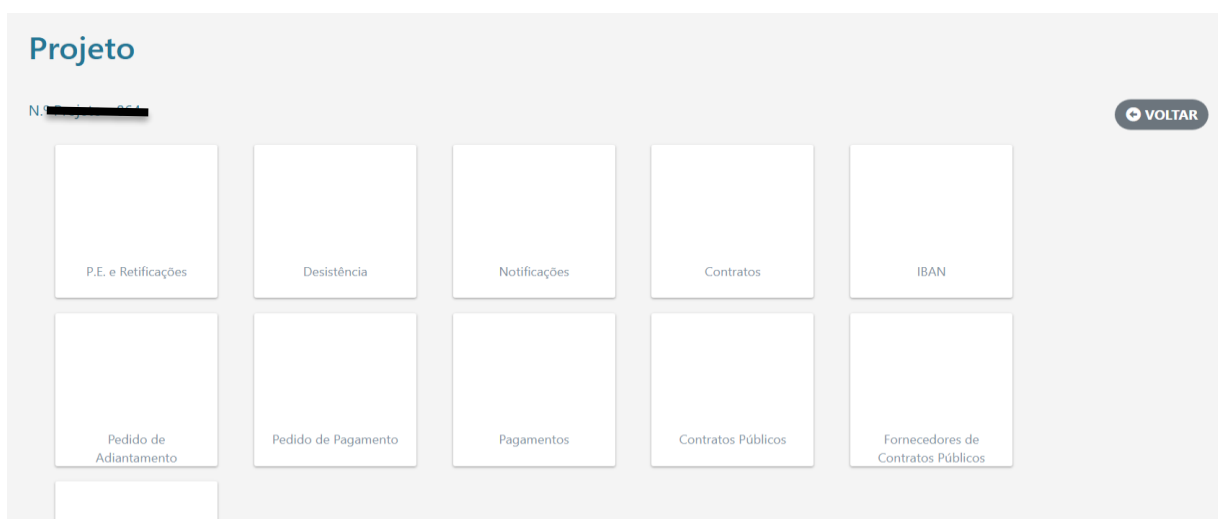 Projeto
N.º
VOLTAR
P.E. e Retificações
Desistência
Notificações
Contratos
IBAN
Pedido de
Adiantamento
Pedido de Pagamento
Pagamentos
Contratos Públicos
Fornecedores de
Contratos Públicos